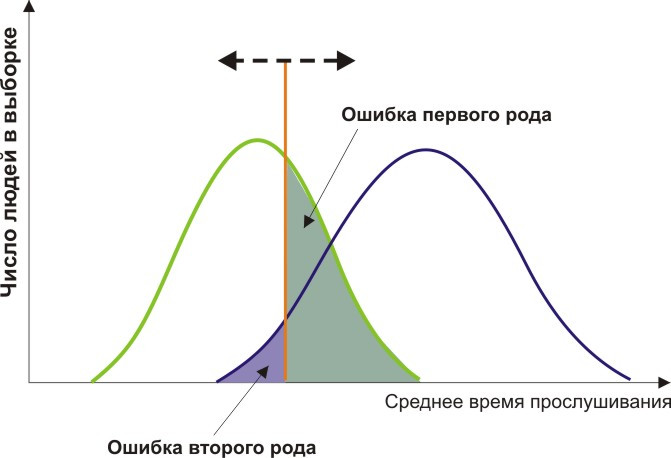 Число людей в выборке
Ошибка первого рода
Среднее время прослушивания
Ошибка второго рода